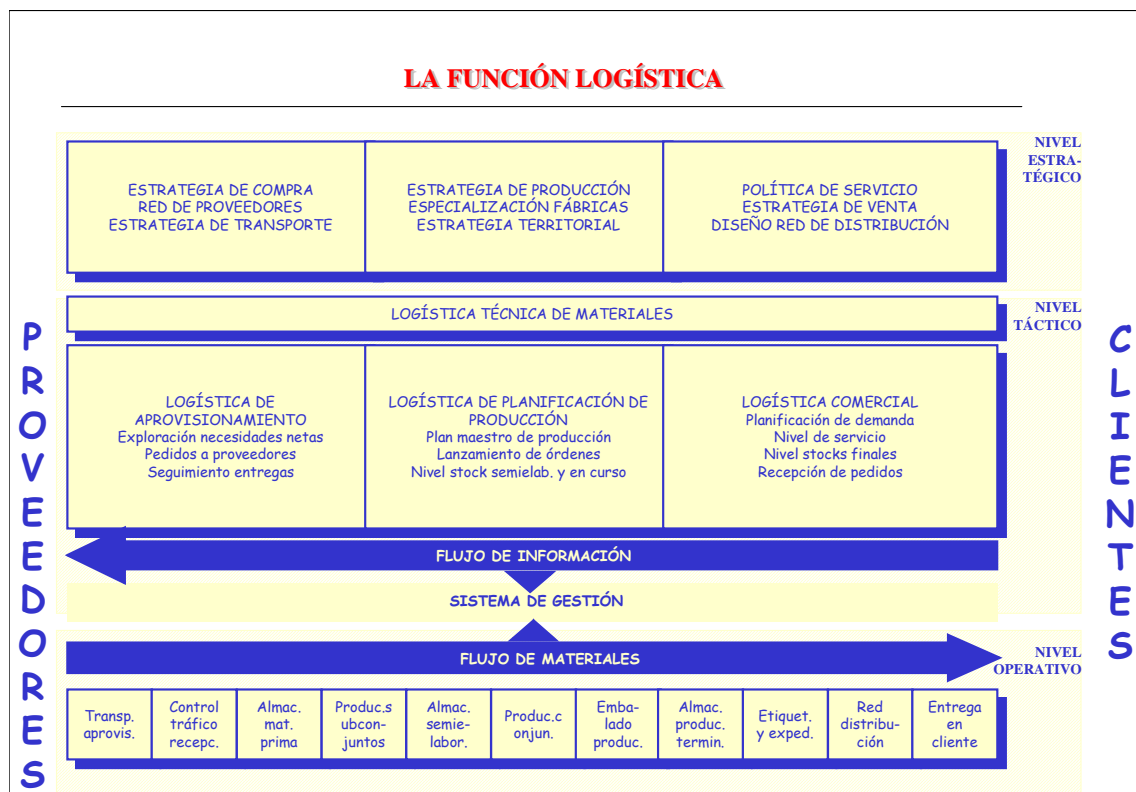 LA FUNCIÓN LOGÍSTICA
NIVEL
ESTRA-
TÉGICO
ESTRATEGIA DE COMPRA
RED DE PROVEEDORES
ESTRATEGIA DE TRANSPORTE
ESTRATEGIA DE PRODUCCIÓN
ESPECIALIZACIÓN FÁBRICAS
ESTRATEGIA TERRITORIAL
POLÍTICA DE SERVICIO
ESTRATEGIA DE VENTA
DISEÑO RED DE DISTRIBUCIÓN
NIVEL
TÁCTICO
LOGÍSTICA TÉCNICA DE MATERIALES
PROVEEDORES
LOGÍSTICA DE
APROVISIONAMIENTO
Exploración necesidades netas
Pedidos a proveedores
Seguimiento entregas
LOGÍSTICA DE PLANIFICACIÓN DE
PRODUCCIÓN
Plan maestro de producción
Lanzamiento de órdenes
Nivel stock semielab. y en curso
LOGÍSTICA COMERCIAL
Planificación de demanda
Nivel de servicio
Nivel stocks finales
Recepción de pedidos
CLIENTES
FLUJO DE INFORMACIÓN
SISTEMA DE GESTIÓN
FLUJO DE MATERIALES
NIVEL
OPERATIVO
Transp.
aprovis.
Control
tráfico
recepc.
Almac.
mat.
prima
Produc.s
ubcon-
juntos
Almac.
semie-
labor.
Produc.c
onjun.
Emba-
lado
produc.
Almac.
produc.
termin.
Etiquet.
y exped.
Red
distribu-
ción
Entrega
en
cliente